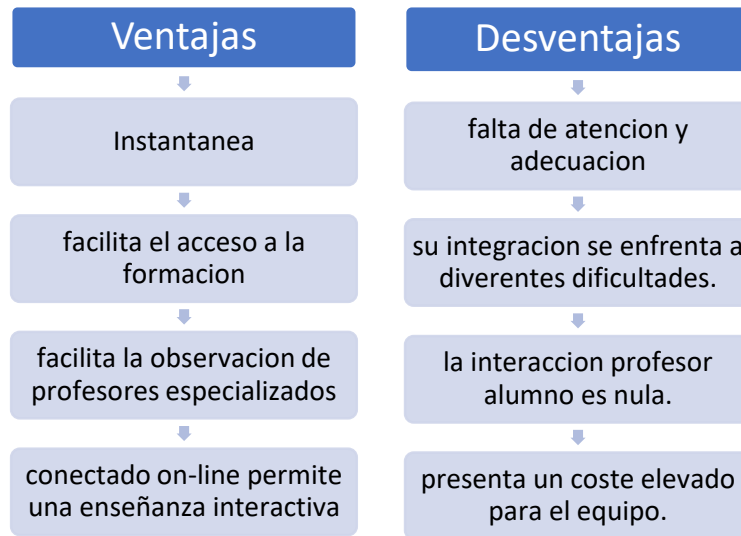 Ventajas
Instantanea
facilita el acceso a la
formacion
facilita la observacion de
profesores especializados
conectado on-line permite
una enseñanza interactiva
Desventajas
falta de atencion y
adecuacion
su integracion se enfrenta a
diverentes dificultades.
la interaccion profesor
alumno es nula.
presenta un coste elevado
para el equipo.